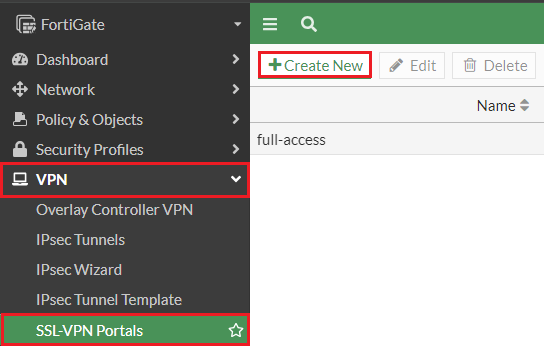 FortiGate
Dashboard
Network
Policy & Objects
Security Profiles
VPN
Overlay Controller VPN
IPsec Tunnels
IPsec Wizard
IPsec Tunnel Template
SSL-VPN Portals
Create New
Edit
Delete
Name
full-access